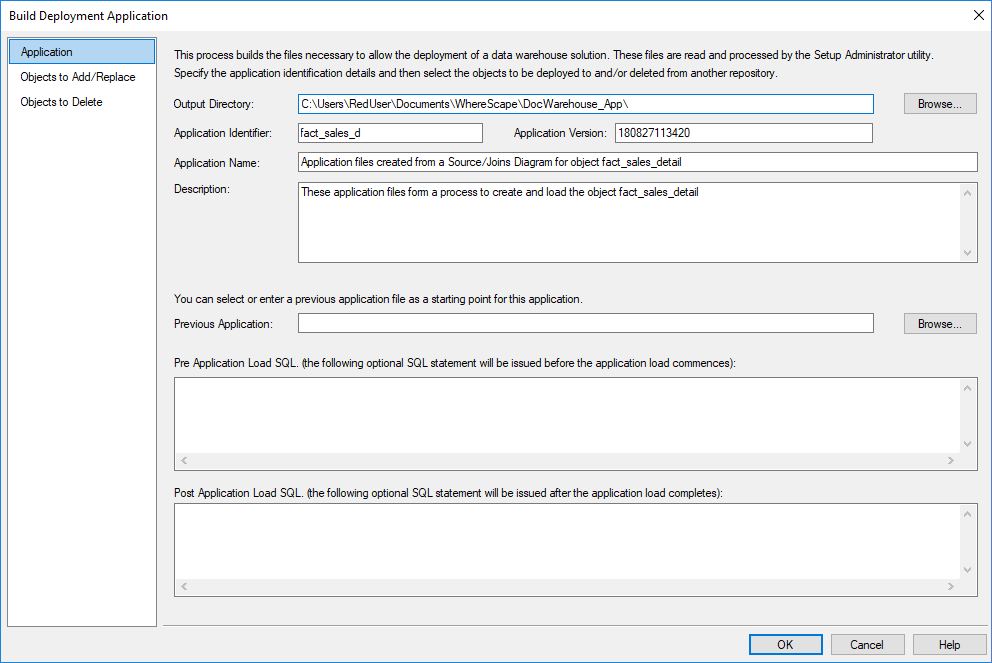 Build Deployment Application
Application
Objects to Add/Replace
Objects to Delete
This process builds the files necessary to allow the deployment of a data warehouse solution. These files are read and processed by the Setup Administrator utility.
Specify the application identification details and then select the objects to be deployed to and/or deleted from another repository.
Output Directory: C:\Users\RedUser\Documents\WhereScape\DocWarehouse_App\ Browse...
Application Identifier: fact_sales_d Application Version: 180827113420
Application Name: Application files created from a Source/Joins Diagram for object fact_sales_detail
Description: These application files form a process to create and load the object fact_sales_detail
You can select or enter a previous application file as a starting point for this application.
Previous Application: Browse...
Pre Application Load SQL. (the following optional SQL statement will be issued before the application load commences):
Post Application Load SQL. (the following optional SQL statement will be issued after the application load completes):
OK Cancel Help